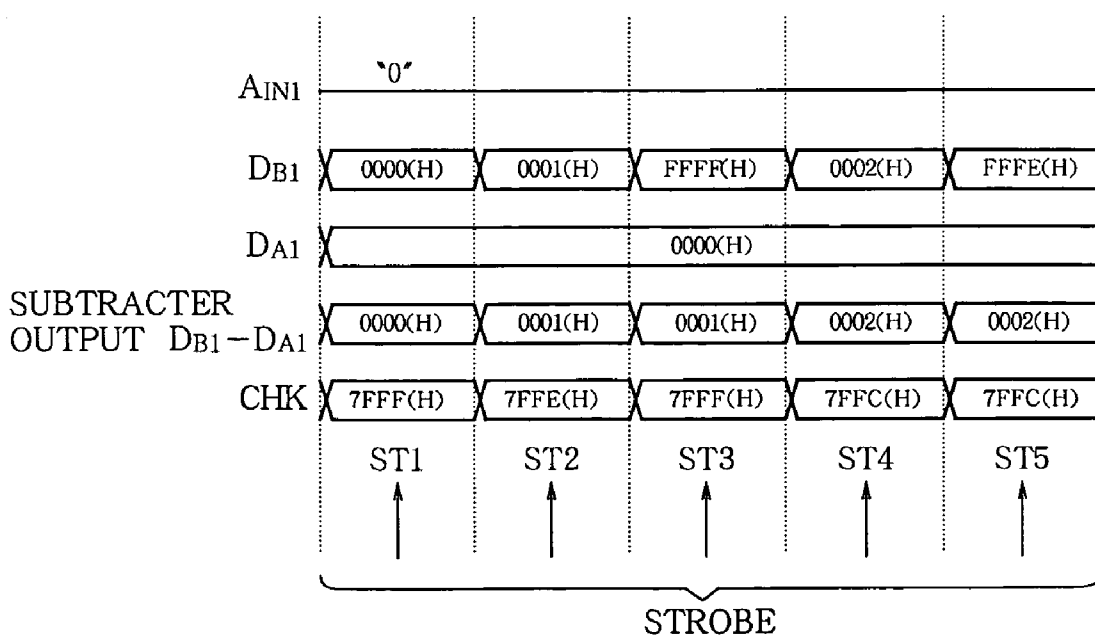 "0"
AIN1
DB1 0000(H) 0001(H) FFFF(H) 0002(H) FFFE(H)
DA1 0000(H)
SUBTRACTER
OUTPUT DB1-DA1 0000(H) 0001(H) 0001(H) 0002(H) 0002(H)
CHK 7FFF(H) 7FFE(H) 7FFF(H) 7FFC(H) 7FFC(H)
ST1 ST2 ST3 ST4 ST5
STROBE